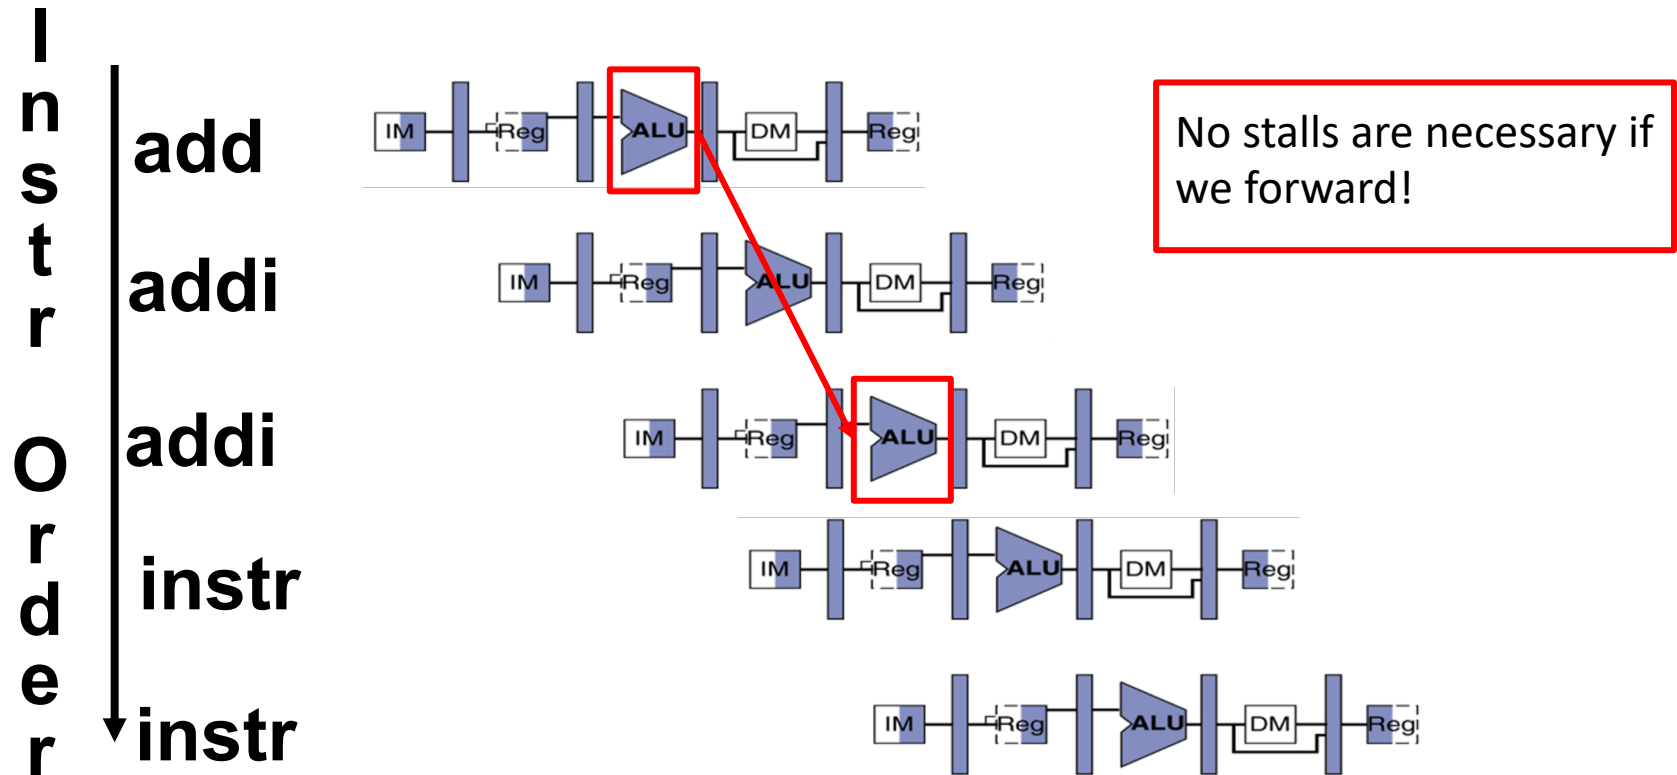 Instr Order
add
IM Reg ALU DM Reg
No stalls are necessary if
we forward!
addi
IM Reg ALU DM Reg
addi
IM Reg ALU DM Reg
instr
IM Reg ALU DM Reg
instr
IM Reg ALU DM Reg